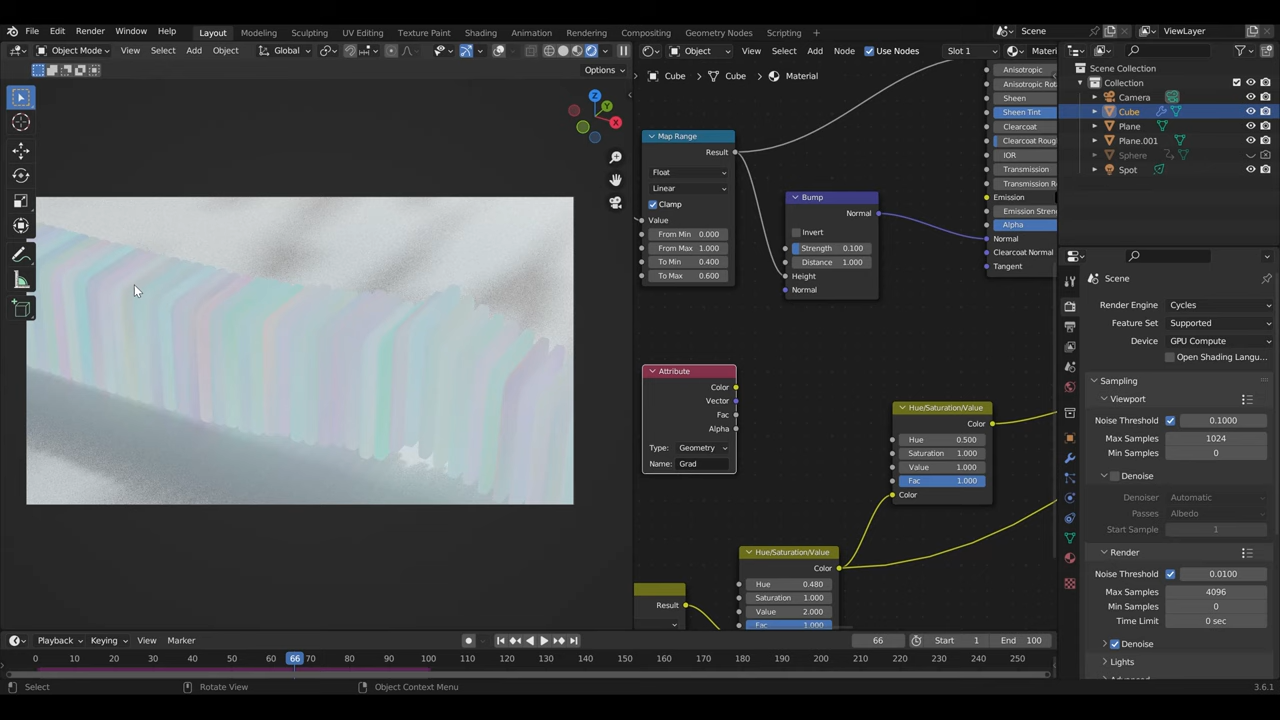 File Edit Render Window Help Layout Modeling Sculpting UV Editing Texture Paint Shading Animation Rendering Compositing Geometry Nodes Scripting + Scene ViewLayer
Object Mode View Select Add Object Global Object View Select Add Node Use Nodes Slot 1 Materi
Options
Cube Cube Material
Z Y X
Map Range
Result
Float
Linear
Clamp
Value
From Min 0.000
From Max 1.000
To Min 0.400
To Max 0.600
Bump
Normal
Invert
Strength 0.100
Distance 1.000
Height
Normal
Anisotropic
Anisotropic Rot
Sheen
Sheen Tint
Clearcoat
Clearcoat Roug
IOR
Transmission
Transmission Ro
Emission
Emission Streng
Alpha
Normal
Clearcoat Normal
Tangent
Attribute
Color
Vector
Fac
Alpha
Type: Geometry
Name: Grad
Hue/Saturation/Value
Color
Hue 0.500
Saturation 1.000
Value 1.000
Fac 1.000
Color
Hue/Saturation/Value
Color
Hue 0.480
Saturation 1.000
Value 2.000
Fac 1.000
Result
Scene Collection
Collection
Camera
Cube
Plane
Plane.001
Sphere
Spot
Scene
Render Engine Cycles
Feature Set Supported
Device GPU Compute
Open Shading Langu...
Sampling
Viewport
Noise Threshold 0.1000
Max Samples 1024
Min Samples 0
Denoise
Denoiser Automatic
Passes Albedo
Start Sample 1
Render
Noise Threshold 0.0100
Max Samples 4096
Min Samples 0
Time Limit 0 sec
Denoise
Lights
Playback Keying View Marker 66 Start 1 End 100
0 10 20 30 40 50 66 70 80 90 100 110 120 130 140 150 160 170 180 190 200 210 220 230 240 250
Select Rotate View Object Context Menu 3.6.1